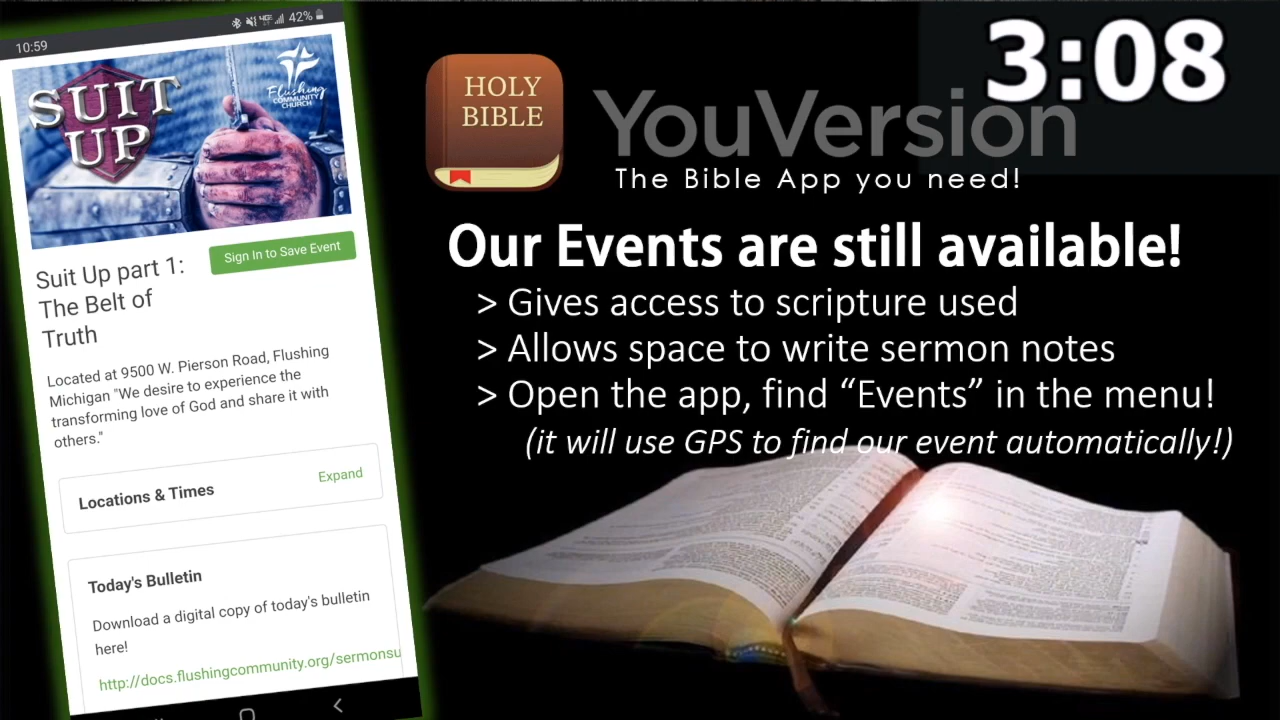 10:59
42%
SUIT
UP
Flushing
COMMUNITY
CHURCH
Suit Up part 1:
The Belt of
Truth
Sign In to Save Event
Located at 9500 W. Pierson Road, Flushing
Michigan "We desire to experience the
transforming love of God and share it with
others."
Locations & Times
Expand
Today's Bulletin
Download a digital copy of today's bulletin
here!
http://docs.flushingcommunity.org/sermonsu
3:08
HOLY
BIBLE
YouVersion
The Bible App you need!
Our Events are still available!
> Gives access to scripture used
> Allows space to write sermon notes
> Open the app, find “Events” in the menu!
(it will use GPS to find our event automatically!)